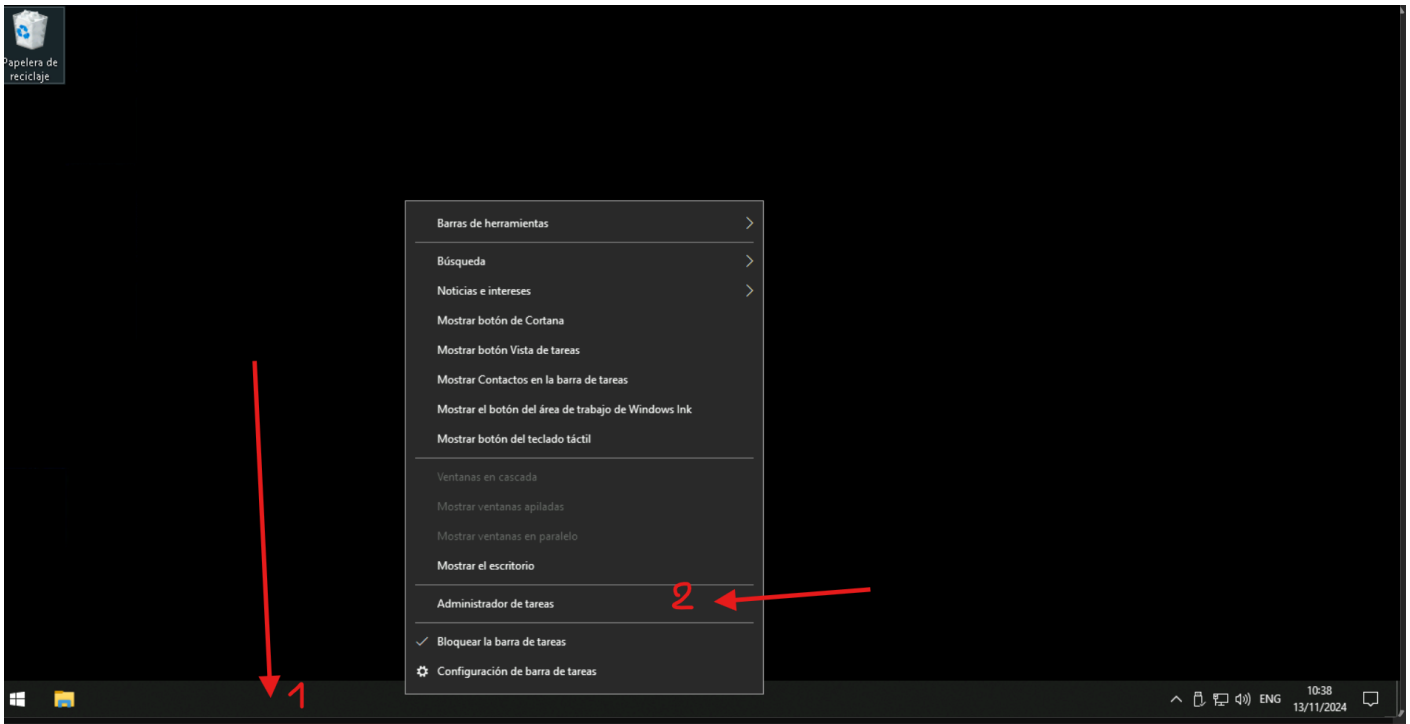 Papelera de
reciclaje
Barras de herramientas
Búsqueda
Noticias e intereses
Mostrar botón de Cortana
Mostrar botón Vista de tareas
Mostrar Contactos en la barra de tareas
Mostrar el botón del área de trabajo de Windows Ink
Mostrar botón del teclado táctil
Ventanas en cascada
Mostrar ventanas apiladas
Mostrar ventanas en paralelo
Mostrar el escritorio
Administrador de tareas 2
Bloquear la barra de tareas
Configuración de barra de tareas
1
ENG
10:38
13/11/2024